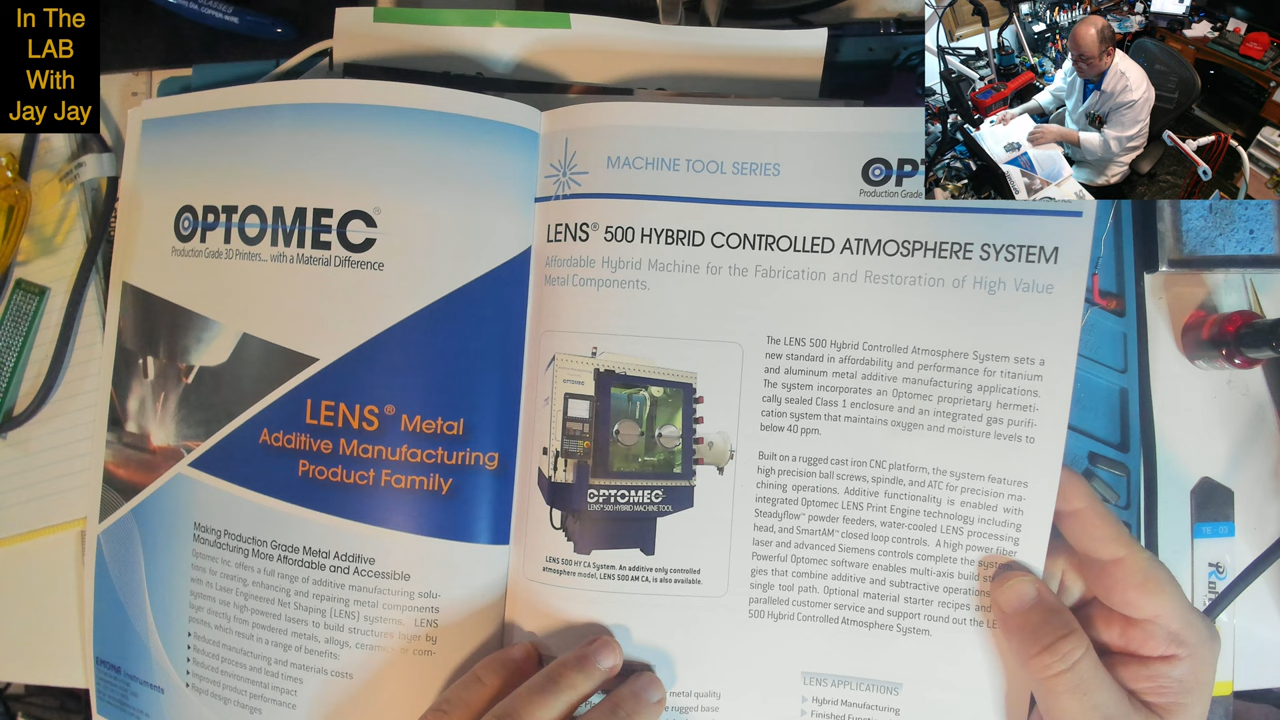 In The
LAB
With
Jay Jay
GLASSES
DIA. COPPER-WIRE
OPTOMEC®
Production Grade 3D Printers... with a Material Difference
LENS® Metal
Additive Manufacturing
Product Family
Making Production Grade Metal Additive
Manufacturing More Affordable and Accessible
Optomec Inc. offers a full range of additive manufacturing solu-
tions for creating, enhancing and repairing metal components
with its Laser Engineered Net Shaping (LENS) systems. LENS
systems use high-powered lasers to build structures layer by
layer directly from powdered metals, alloys, ceramics or com-
posites, which result in a range of benefits:
Reduced manufacturing and materials costs
Reduced process and lead times
Reduced environmental impact
Improved product performance
Rapid design changes
instruments
MACHINE TOOL SERIES
OPT
Production Grade
LENS® 500 HYBRID CONTROLLED ATMOSPHERE SYSTEM
Affordable Hybrid Machine for the Fabrication and Restoration of High Value
Metal Components.
OPTOMEC
OPTOMEC
LENS® 500 HYBRID MACHINE TOOL
LENS 500 HY CA System. An additive only controlled
atmosphere model, LENS 500 AM CA, is also available.
The LENS 500 Hybrid Controlled Atmosphere System sets a
new standard in affordability and performance for titanium
and aluminum metal additive manufacturing applications.
The system incorporates an Optomec proprietary hermeti-
cally sealed Class 1 enclosure and an integrated gas purifi-
cation system that maintains oxygen and moisture levels to
below 40 ppm.
Built on a rugged cast iron CNC platform, the system features
high precision ball screws, spindle, and ATC for precision ma-
chining operations. Additive functionality is enabled with
integrated Optomec LENS Print Engine technology including
Steadyflow™ powder feeders, water-cooled LENS processing
head, and SmartAM™ closed loop controls. A high power fiber
laser and advanced Siemens controls complete the system.
Powerful Optomec software enables multi-axis build st
gies that combine additive and subtractive operations
single tool path. Optional material starter recipes and
paralleled customer service and support round out the LE
500 Hybrid Controlled Atmosphere System.
metal quality
rugged base
LENS APPLICATIONS
Hybrid Manufacturing
Finished
TE-03